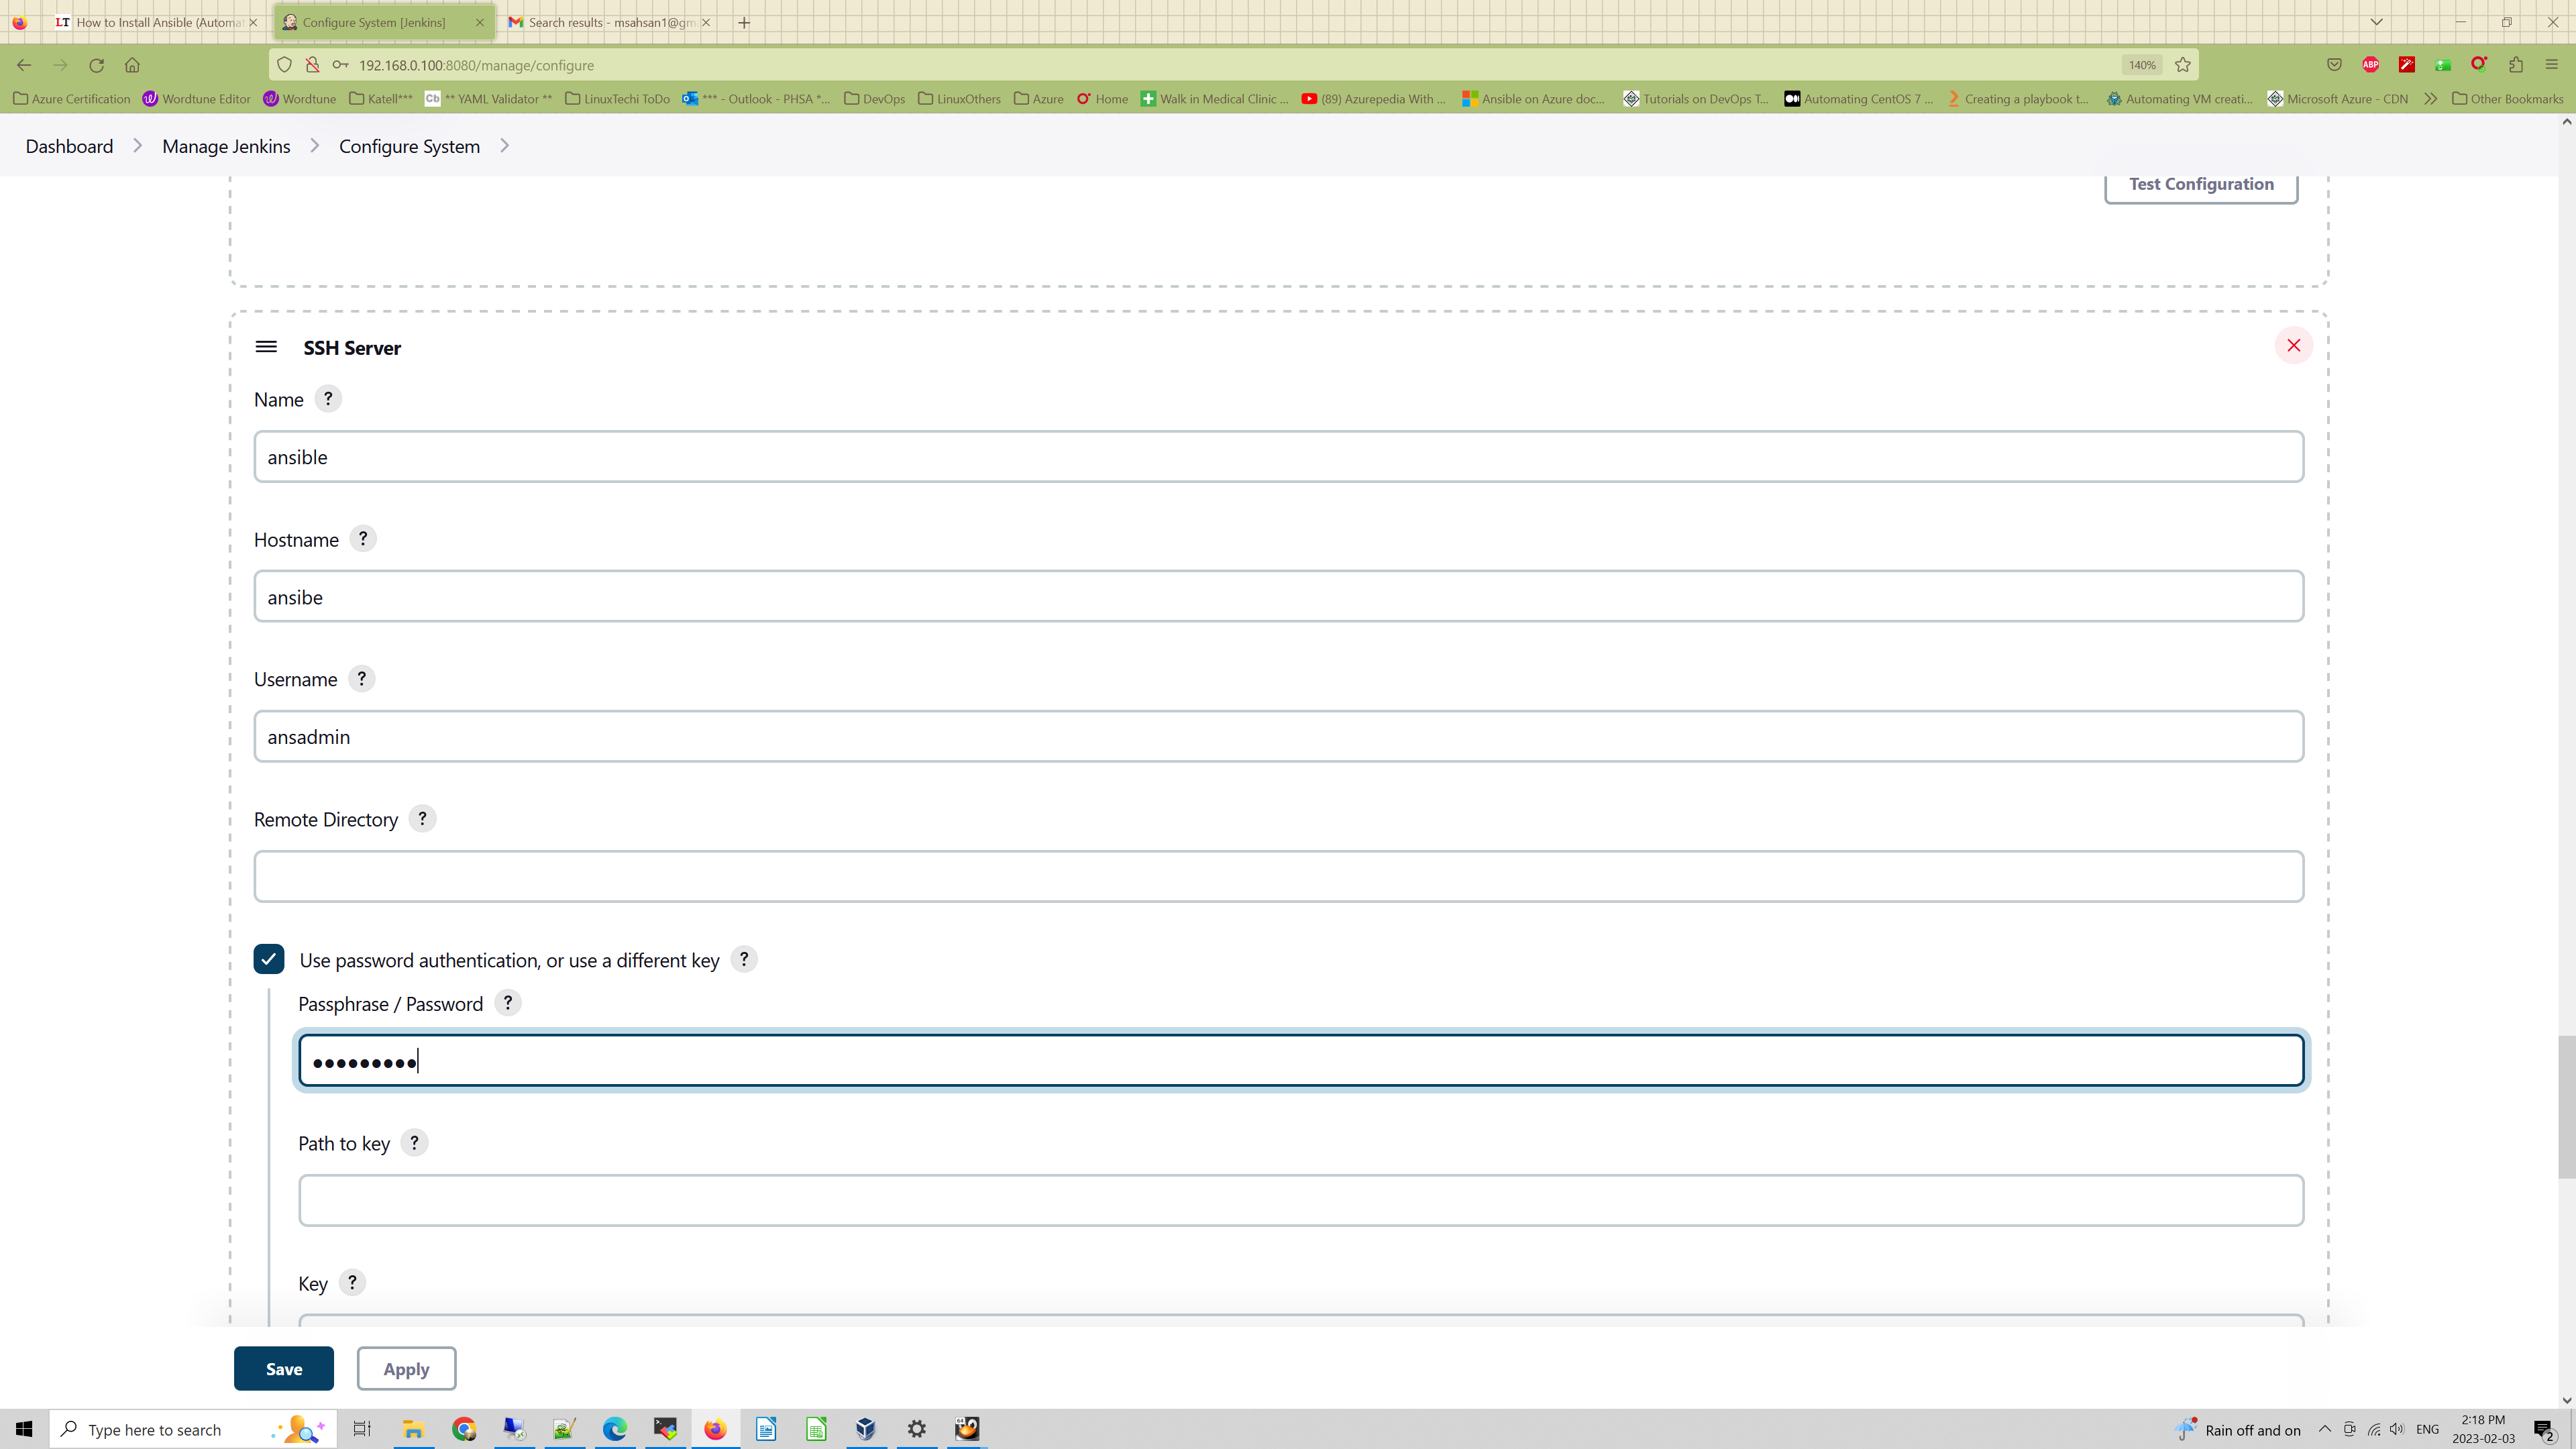 LT How to Install Ansible (Automat
Configure System [Jenkins]
Search results - msahsan1@gm
192.168.0.100:8080/manage/configure
140%
ABP
Azure Certification
Wordtune Editor
Wordtune
Katell***
Cb ** YAML Validator **
LinuxTechi ToDo
*** - Outlook - PHSA *...
DevOps
LinuxOthers
Azure
Home
Walk in Medical Clinic ...
(89) Azurepedia With ...
Ansible on Azure doc...
Tutorials on DevOps T...
Automating CentOS 7 ...
Creating a playbook t...
Automating VM creati...
Microsoft Azure - CDN
Other Bookmarks
Dashboard > Manage Jenkins > Configure System >
Test Configuration
SSH Server
Name ?
ansible
Hostname ?
ansibe
Username ?
ansadmin
Remote Directory ?
Use password authentication, or use a different key ?
Passphrase / Password ?
•••••••••
Path to key ?
Key ?
Save
Apply
Type here to search
Rain off and on
ENG
2:18 PM
2023-02-03
2